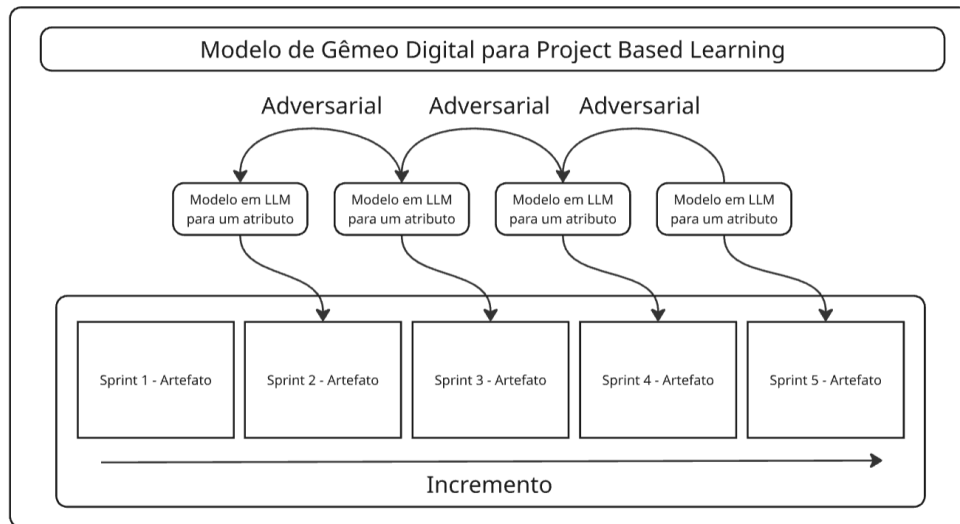 Modelo de Gêmeo Digital para Project Based Learning
Adversarial
Adversarial
Adversarial
Modelo em LLM
para um atributo
Modelo em LLM
para um atributo
Modelo em LLM
para um atributo
Modelo em LLM
para um atributo
Sprint 1 - Artefato
Sprint 2 - Artefato
Sprint 3 - Artefato
Sprint 4 - Artefato
Sprint 5 - Artefato
Incremento